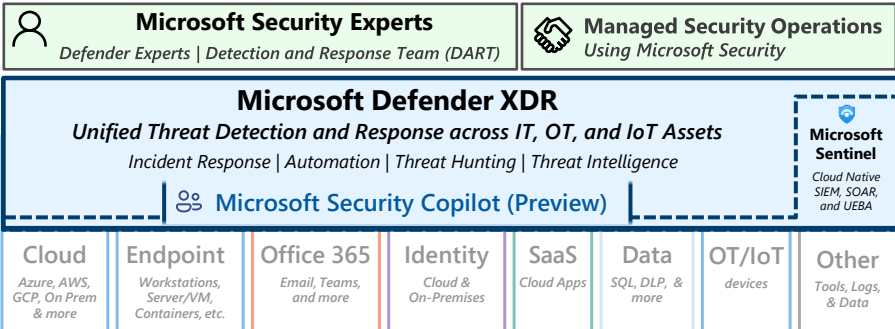 Microsoft Security Experts
Defender Experts | Detection and Response Team (DART)
Managed Security Operations
Using Microsoft Security
Microsoft Defender XDR
Unified Threat Detection and Response across IT, OT, and IoT Assets
Incident Response | Automation | Threat Hunting | Threat Intelligence
Microsoft Security Copilot (Preview)
Microsoft
Sentinel
Cloud Native
SIEM, SOAR,
and UEBA
Cloud
Azure, AWS,
GCP, On Prem
& more
Endpoint
Workstations,
Server/VM,
Containers, etc.
Office 365
Email, Teams,
and more
Identity
Cloud &
On-Premises
SaaS
Cloud Apps
Data
SQL, DLP, &
more
OT/IoT
devices
Other
Tools, Logs,
& Data